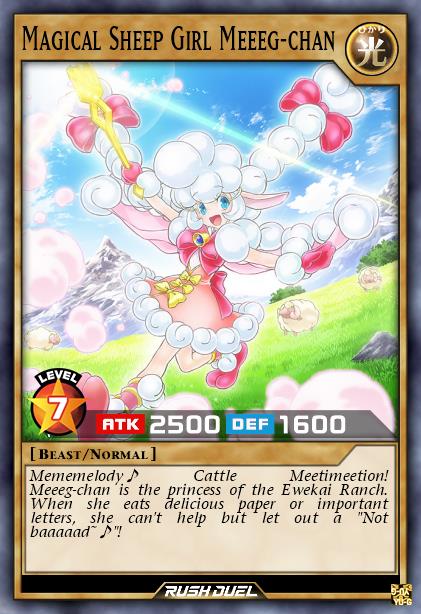 Magical Sheep Girl Meeeg-chan
ひかり
光
LEVEL
7
ATK 2500 DEF 1600
[Beast/Normal]
Mememelody♪ Cattle Meetimeetion!
Meeeg-chan is the princess of the Ewekai Ranch.
When she eats delicious paper or important
letters, she can't help but let out a "Not
baaaaad~♪"!
RUSH DUEL